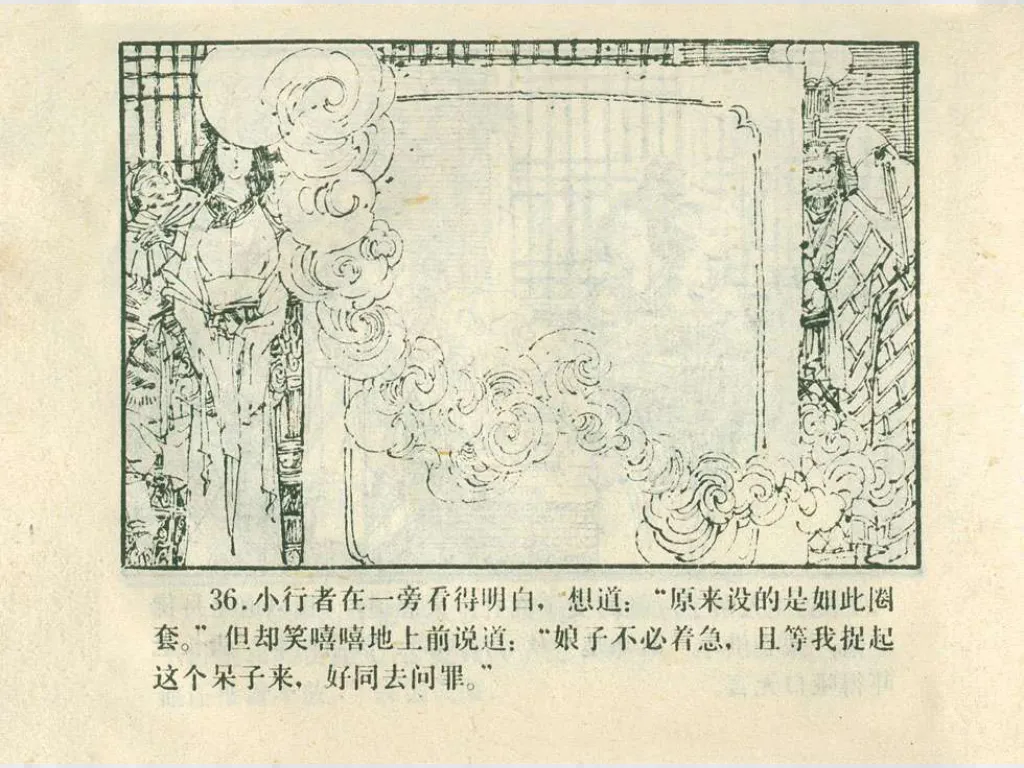 36.小行者在一旁看得明白，想道：“原来设的是如此圈
套。”但却笑嘻嘻地上前说道：“娘子不必着急，且等我捉起
这个呆子来，好同去问罪。”